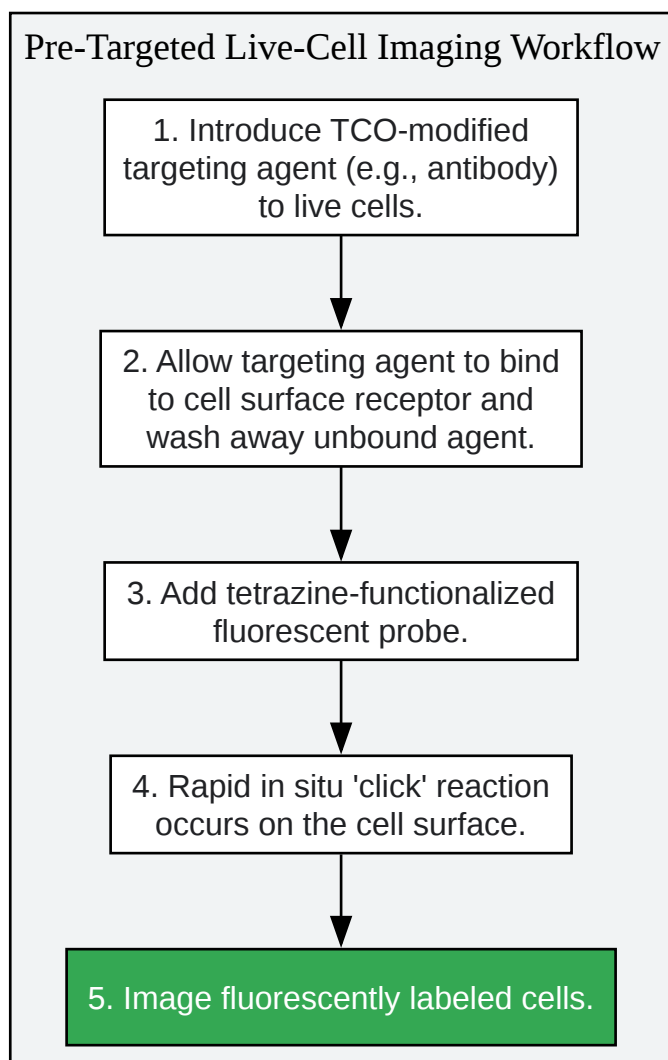 Pre-Targeted Live-Cell Imaging Workflow
1. Introduce TCO-modified
targeting agent (e.g., antibody)
to live cells.
2. Allow targeting agent to bind
to cell surface receptor and
wash away unbound agent.
3. Add tetrazine-functionalized
fluorescent probe.
4. Rapid in situ 'click' reaction
occurs on the cell surface.
5. Image fluorescently labeled cells.